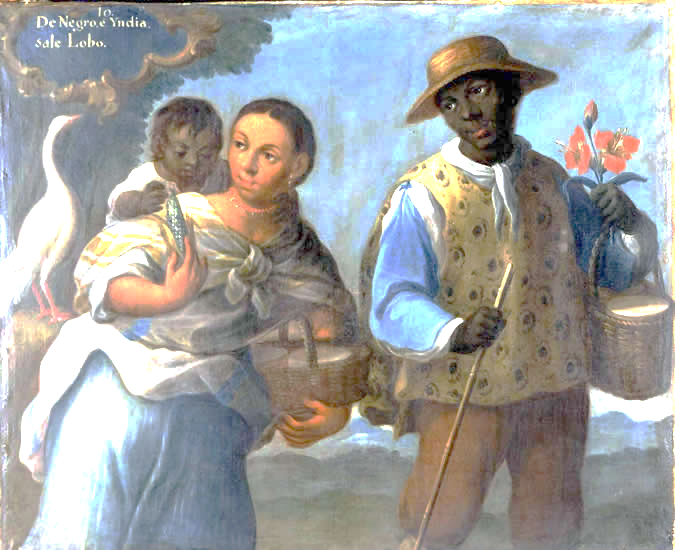 10.
De Negro, é Yndia,
sale Lobo.